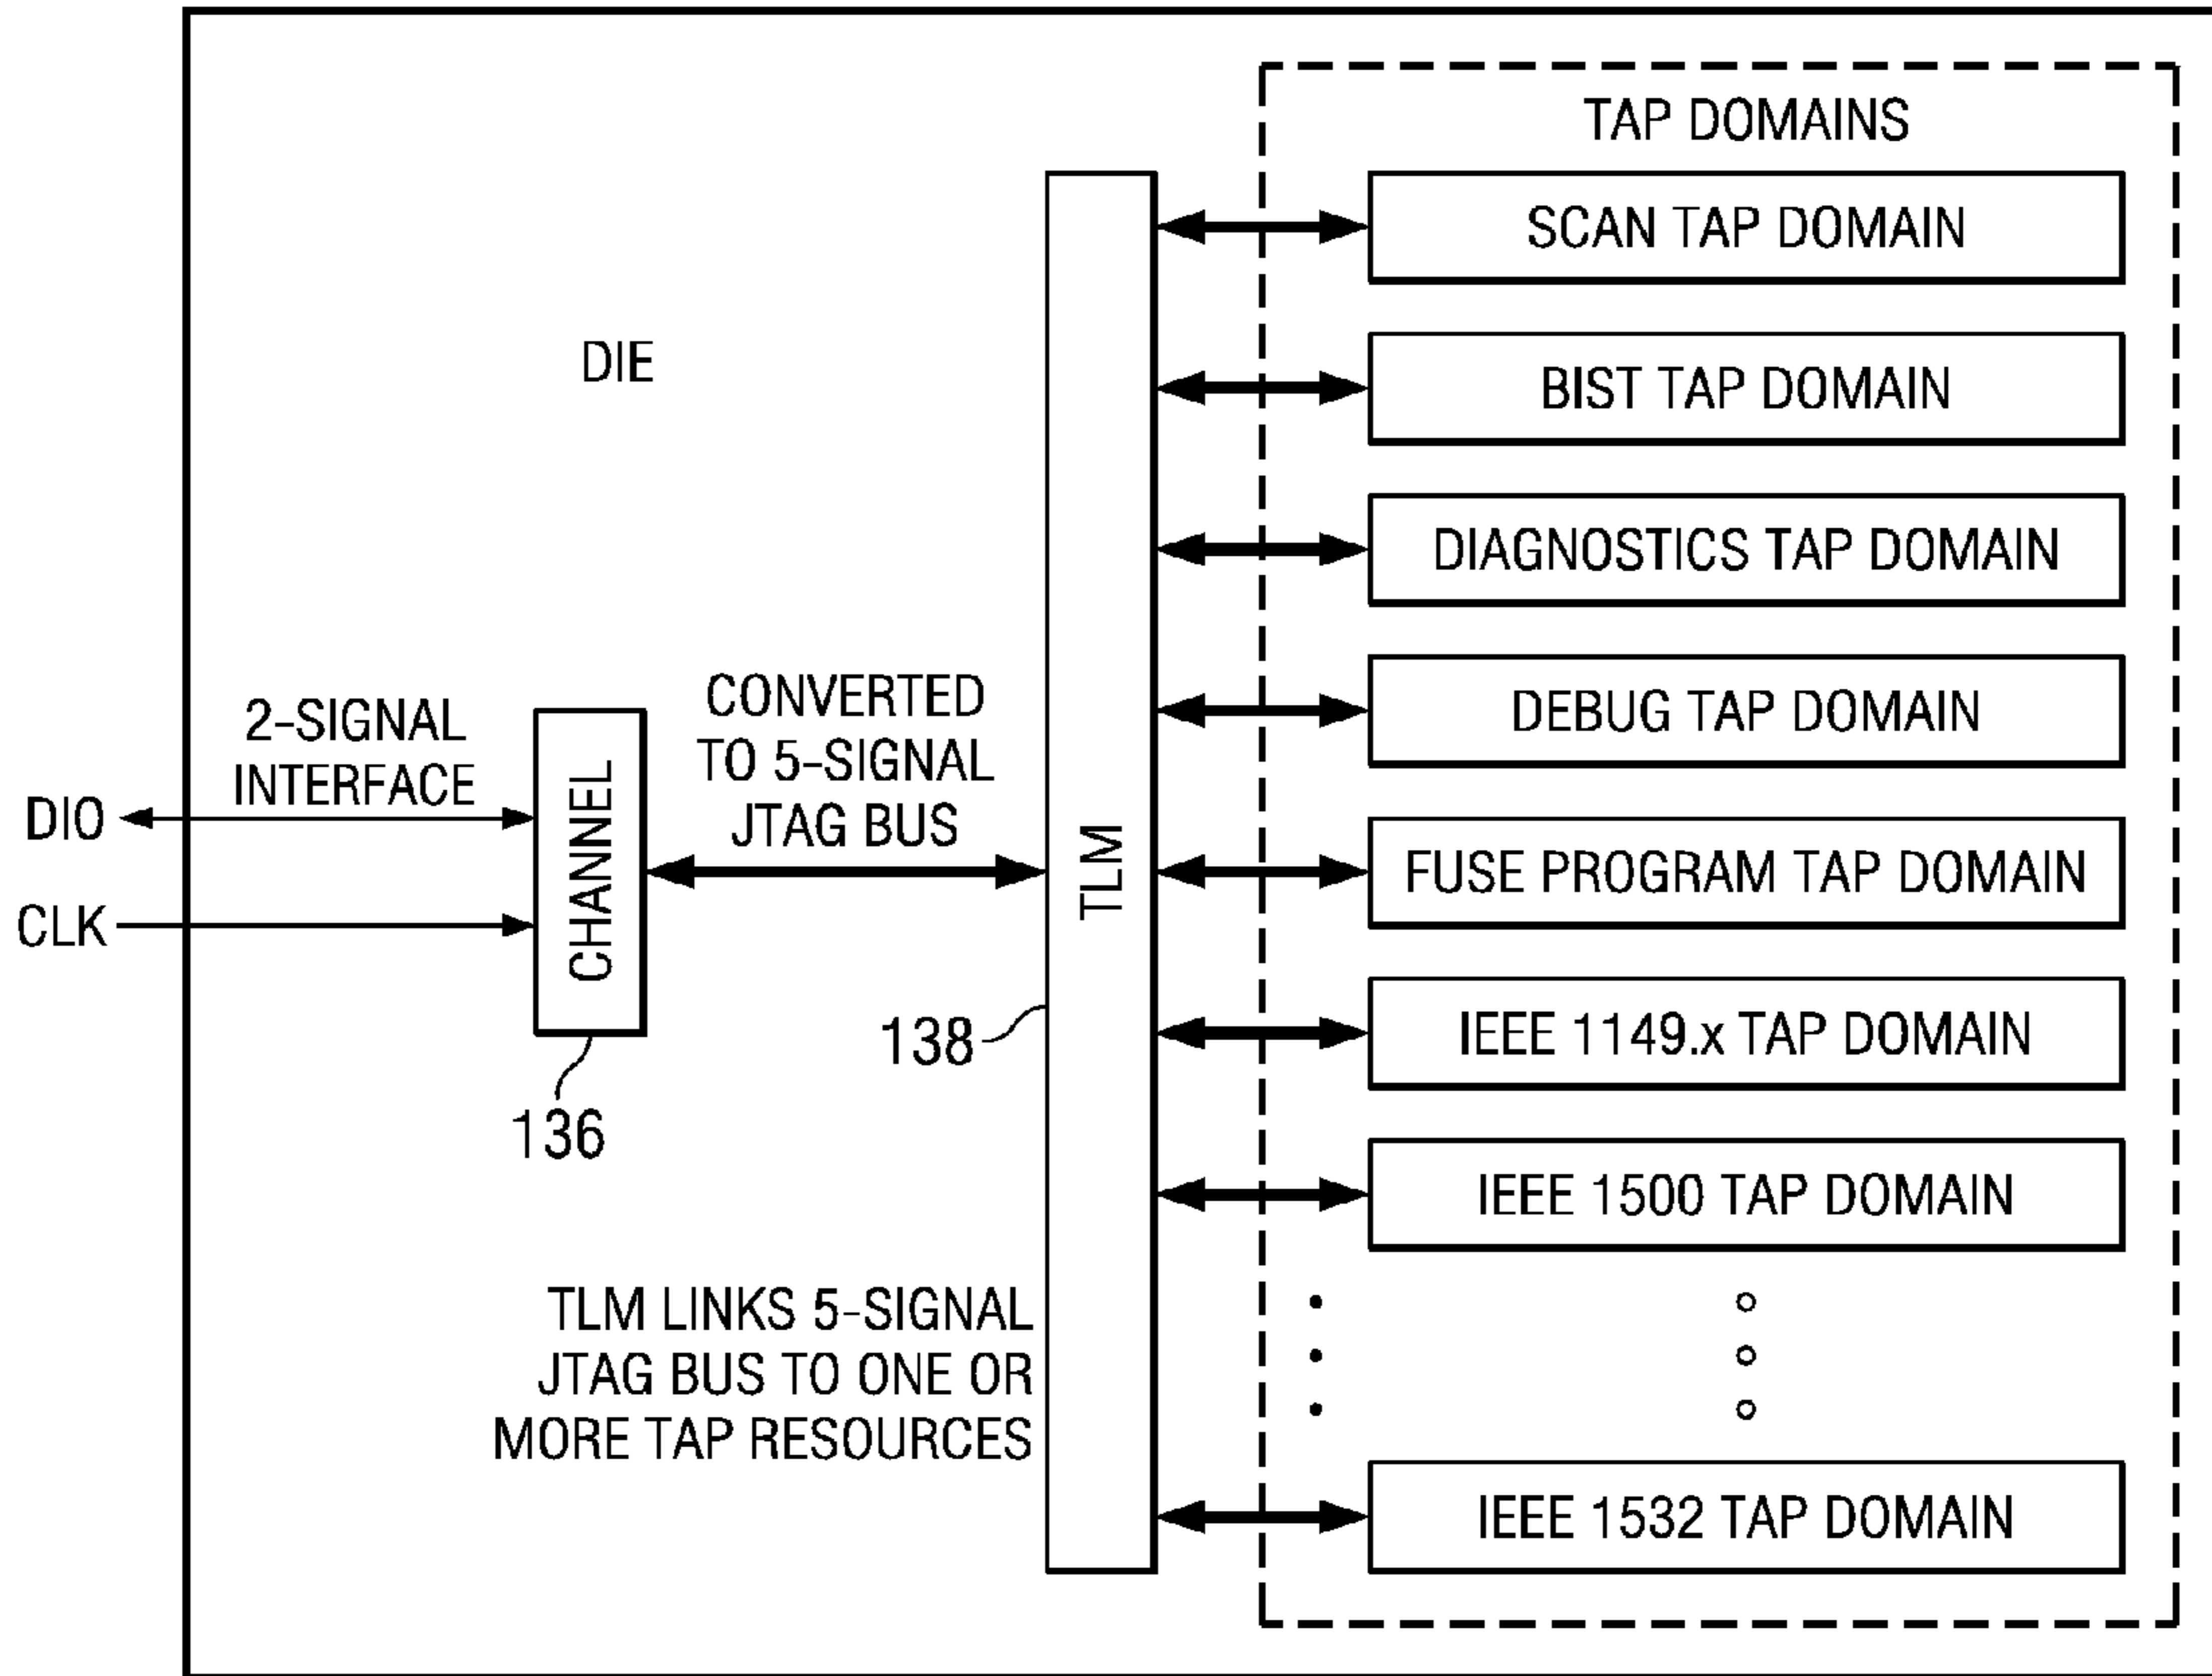 TAP DOMAINS
SCAN TAP DOMAIN
BIST TAP DOMAIN
DIE
DIAGNOSTICS TAP DOMAIN
DEBUG TAP DOMAIN
2-SIGNAL
INTERFACE
CONVERTED
TO 5-SIGNAL
JTAG BUS
DIO
CLK
CHANNEL
136
TLM
138
FUSE PROGRAM TAP DOMAIN
IEEE 1149.x TAP DOMAIN
IEEE 1500 TAP DOMAIN
TLM LINKS 5-SIGNAL
JTAG BUS TO ONE OR
MORE TAP RESOURCES
IEEE 1532 TAP DOMAIN